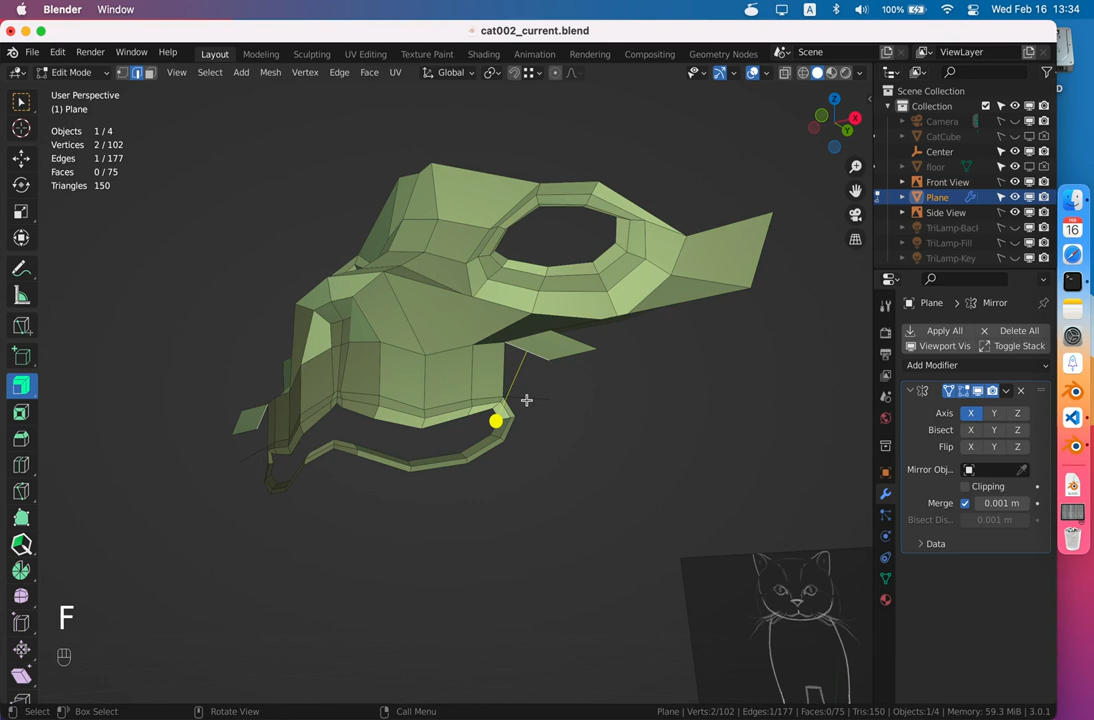 Blender Window
A
100%
Wed Feb 16 13:34
cat002_current.blend
File Edit Render Window Help
Layout Modeling Sculpting UV Editing Texture Paint Shading Animation Rendering Compositing Geometry Nodes
Scene
ViewLayer
Edit Mode
View Select Add Mesh Vertex Edge Face UV
Global
User Perspective
(1) Plane
Objects 1 / 4
Vertices 2 / 102
Edges 1 / 177
Faces 0 / 75
Triangles 150
Z
X
Y
Scene Collection
Collection
Camera
CatCube
Center
floor
Front View
Plane
Side View
TriLamp-Back
TriLamp-Fill
TriLamp-Key
FEB
16
Plane > Mirror
Apply All Delete All
Viewport Vis Toggle Stack
Add Modifier
Axis X Y Z
Bisect X Y Z
Flip X Y Z
Mirror Obj...
Clipping
Merge 0.001 m
Bisect Dis... 0.001 m
Data
F
Select Box Select Rotate View Call Menu
Plane | Verts:2/102 | Edges:1/177 | Faces:0/75 | Tris:150 | Objects:1/4 | Memory: 59.3 MiB | 3.0.1